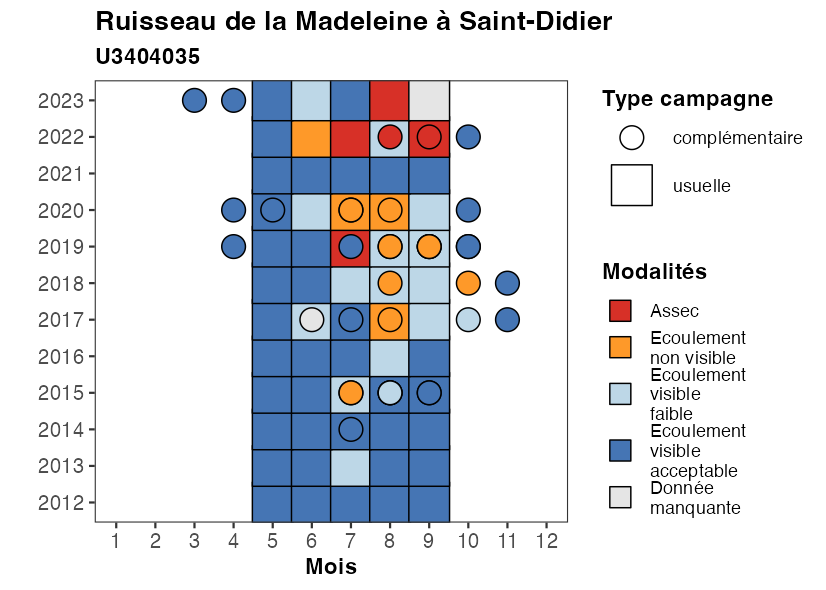 Ruisseau de la Madeleine à Saint-Didier
U3404035
2023
2022
2021
2020
2019
2018
2017
2016
2015
2014
2013
2012
1 2 3 4 5 6 7 8 9 10 11 12
Mois
Type campagne
complémentaire
usuelle
Modalités
Assec
Ecoulement
non visible
Ecoulement
visible
faible
Ecoulement
visible
acceptable
Donnée
manquante